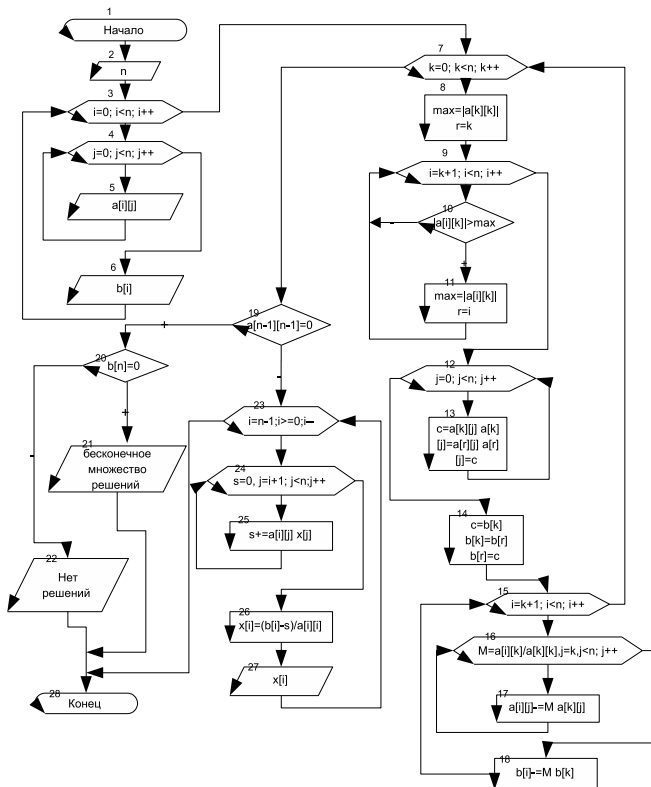 1
Начало
2
n
3
i=0; i<n; i++
4
j=0; j<n; j++
5
a[i][j]
6
b[i]
7
k=0; k<n; k++
8
max=|a[k][k]|
r=k
9
i=k+1; i<n; i++
10
|a[i][k]|>max
-
+
11
max=|a[i][k]|
r=i
12
j=0; j<n; j++
13
c=a[k][j] a[k]
[j]=a[r][j] a[r]
[j]=c
14
c=b[k]
b[k]=b[r]
b[r]=c
15
i=k+1; i<n; i++
16
M=a[i][k]/a[k][k],j=k,j<n; j++
17
a[i][j]-=M a[k][j]
18
b[i]-=M b[k]
19
a[n-1][n-1]=0
+
-
20
b[n]=0
+
-
21
бесконечное
множество
решений
22
Нет
решений
23
i=n-1;i>=0;i--
24
s=0, j=i+1; j<n;j++
25
s+=a[i][j] x[j]
26
x[i]=(b[i]-s)/a[i][i]
27
x[i]
28
Конец